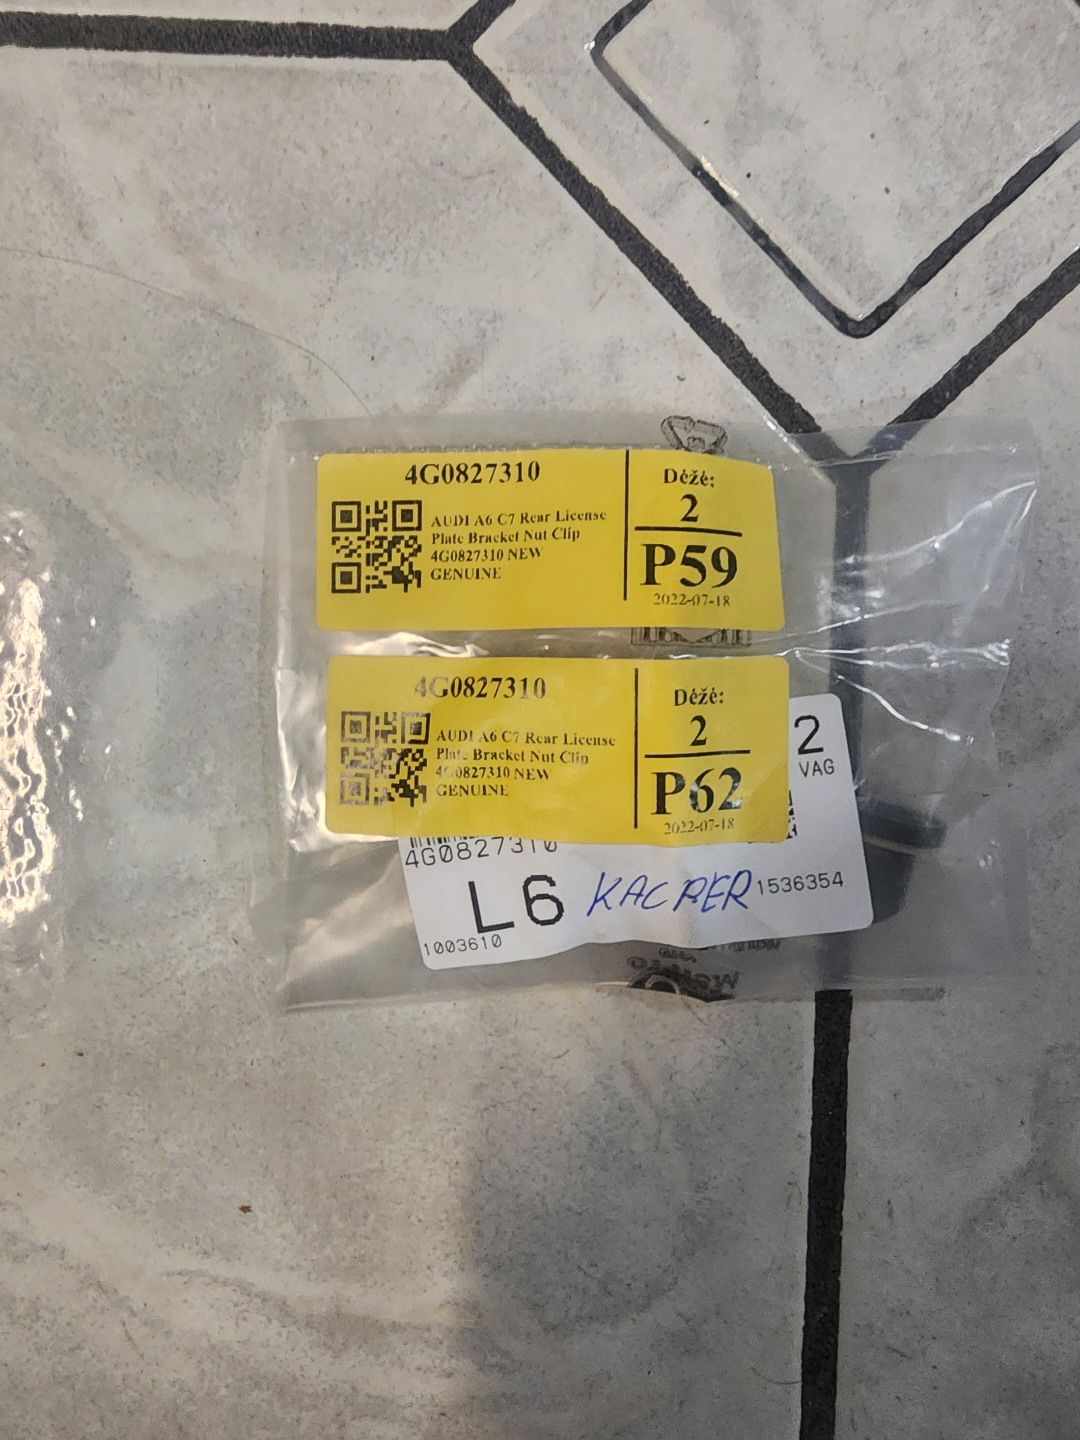 4G0827310
AUDI A6 C7 Rear License
Plate Bracket Nut Clip
4G0827310 NEW
GENUINE
Dėžė:
2
P59
2022-07-18
4G0827310
AUDI A6 C7 Rear License
Plate Bracket Nut Clip
4G0827310 NEW
GENUINE
Dėžė:
2
P62
2022-07-18
2
VAG
4G0827310
L6 KACPER 1536354
1003610